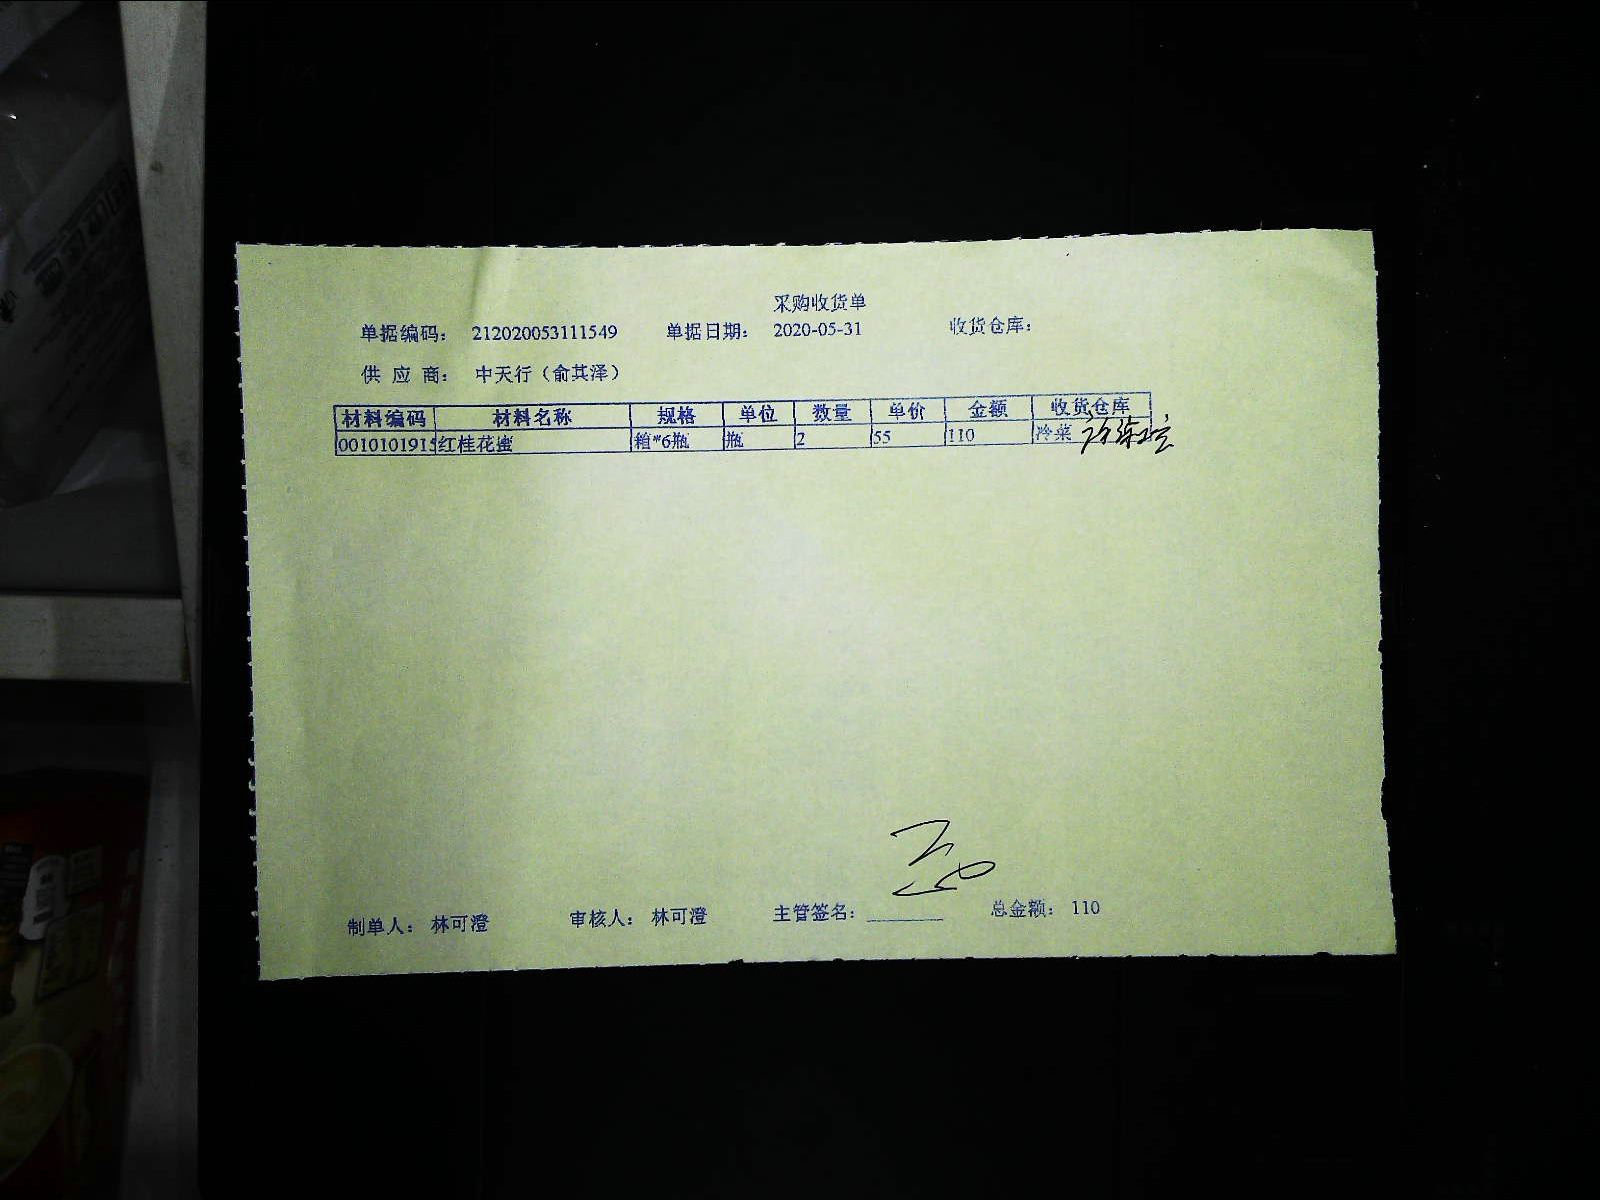 采购收货单
单据编码： 212020053111549 单据日期： 2020-05-31 收货仓库：
供 应 商： 中天行（俞其泽）
材料编码 材料名称 规格 单位 数量 单价 金额 收货仓库
0010101915 红桂花蜜 箱*6瓶 瓶 2 55 110 冷菜
制单人： 林可澄 审核人： 林可澄 主管签名： 总金额： 110